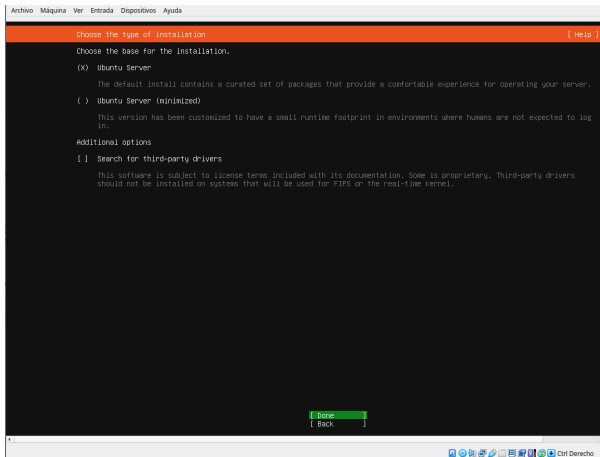 Archivo Máquina Ver Entrada Dispositivos Ayuda
Choose the type of installation [ Help ]
Choose the base for the installation.
(X) Ubuntu Server
The default install contains a curated set of packages that provide a comfortable experience for operating your server.
( ) Ubuntu Server (minimized)
This version has been customized to have a small runtime footprint in environments where humans are not expected to log
in.
Additional options
[ ] Search for third-party drivers
This software is subject to license terms included with its documentation. Some is proprietary. Third-party drivers
should not be installed on systems that will be used for FIPS or the real-time kernel.
[ Done ]
[ Back ]
Ctrl Derecho